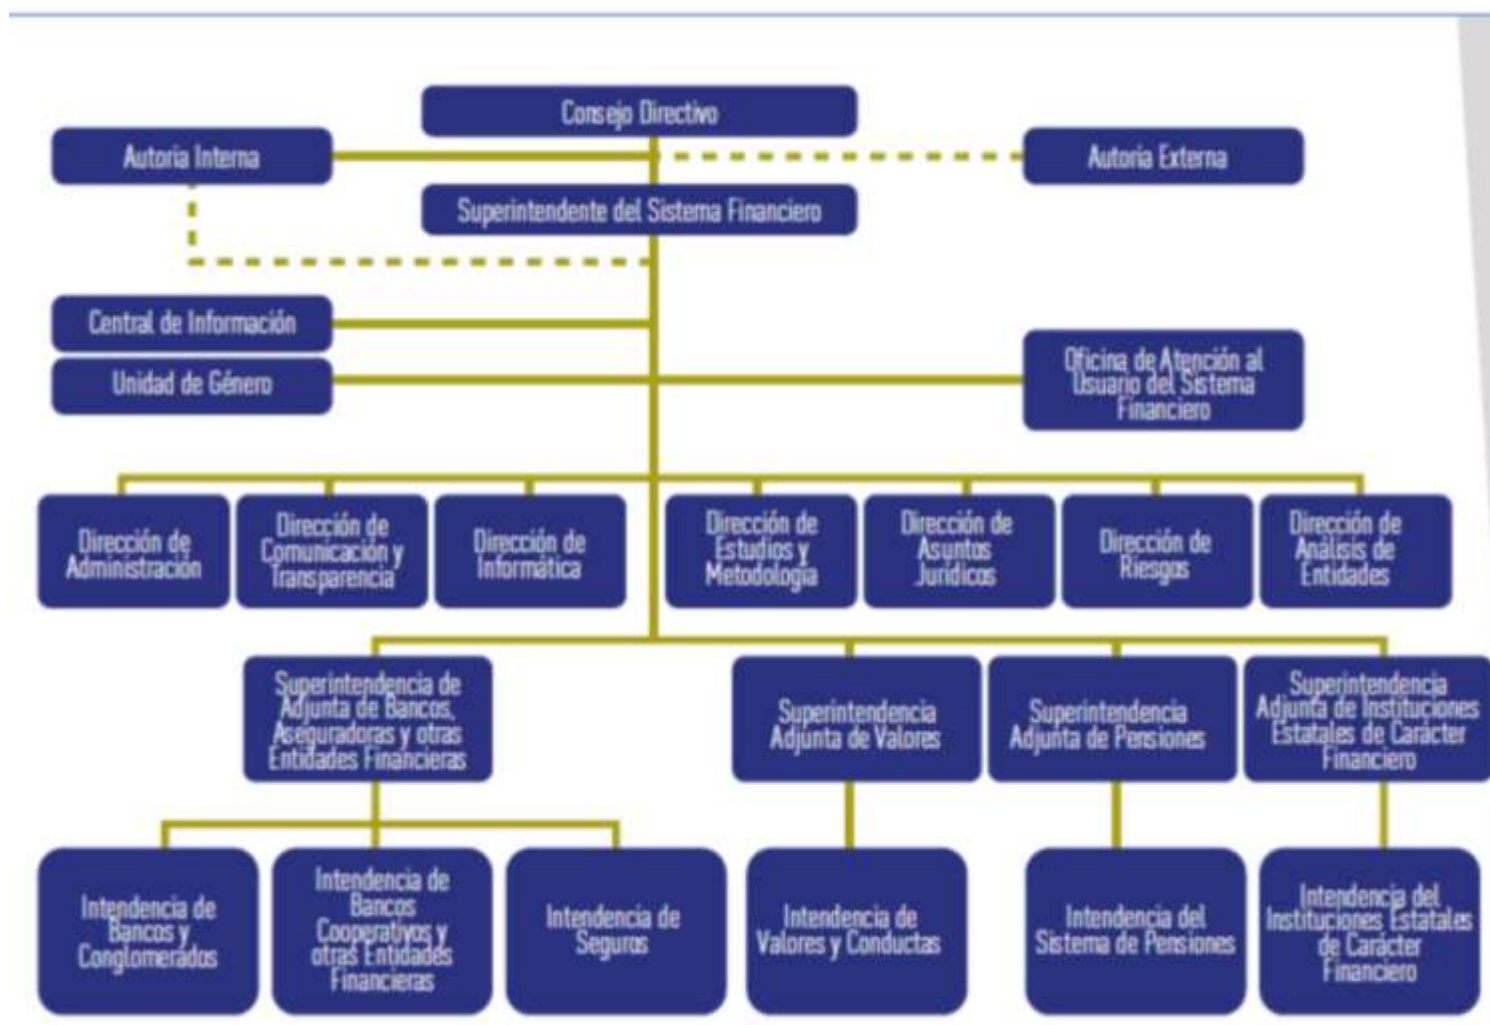 Consejo Directivo
Autoria Interna
Autoria Externa
Superintendente del Sistema Financiero
Central de Información
Unidad de Género
Oficina de Atención al
Usuario del Sistema
Financiero
Dirección de
Administración
Dirección de
Comunicación y
Transparencia
Dirección de
Informática
Dirección de
Estudios y
Metodología
Dirección de
Asuntos
Jurídicos
Dirección de
Riesgos
Dirección de
Análisis de
Entidades
Superintendencia de
Adjunta de Bancos,
Aseguradoras y otras
Entidades Financieras
Superintendencia
Adjunta de Valores
Superintendencia
Adjunta de Pensiones
Superintendencia
Adjunta de Instituciones
Estatales de Carácter
Financiero
Intendencia de
Bancos y
Conglomerados
Intendencia de
Bancos
Cooperativos y
otras Entidades
Financieras
Intendencia de
Seguros
Intendencia de
Valores y Conductas
Intendencia del
Sistema de Pensiones
Intendencia del
Instituciones Estatales
de Carácter
Financiero